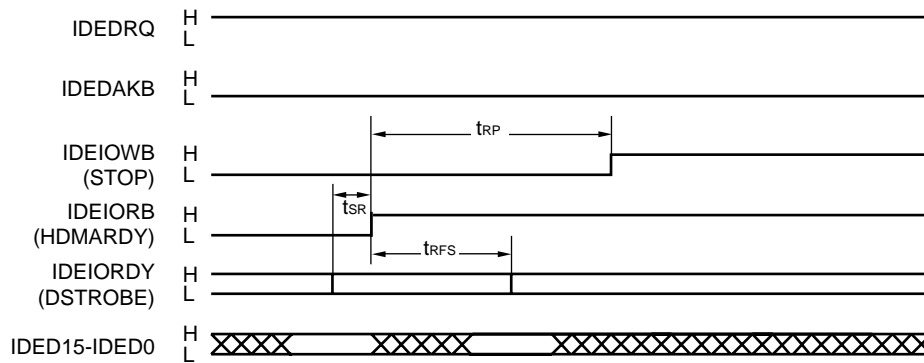 IDEDRQ
H
L
IDEDAKB
H
L
tRP
IDEIOWB
(STOP)
H
L
tSR
IDEIORB
(HDMARDY)
H
L
tRFS
IDEIORDY
(DSTROBE)
H
L
IDED15-IDED0
H
L